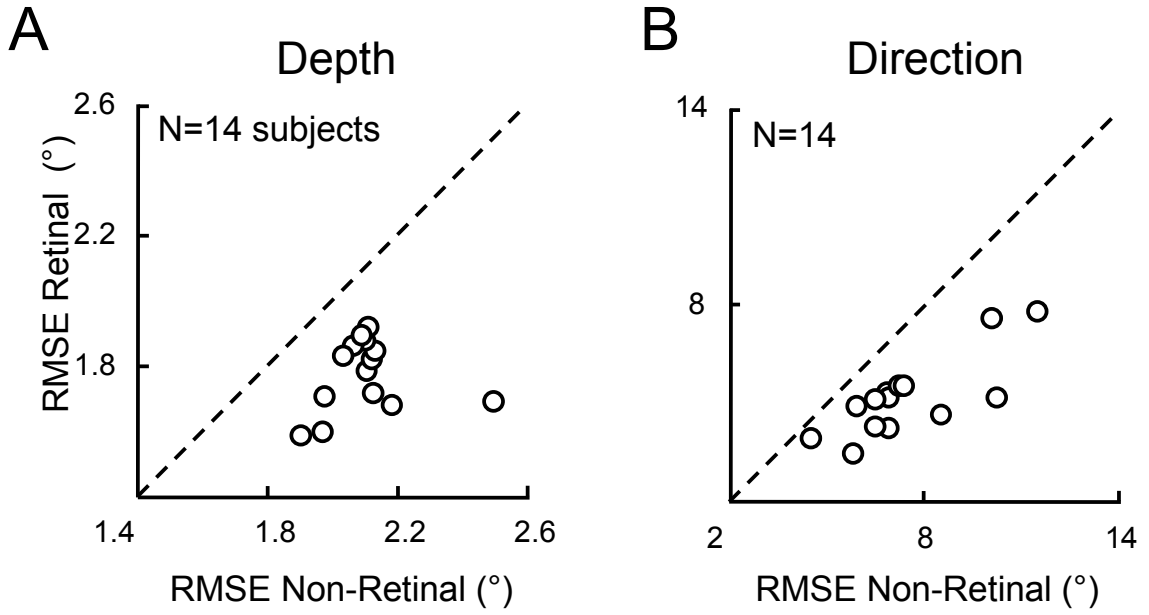 A
Depth
2.6
N=14 subjects
2.2
1.8
RMSE Retinal (°)
1.4
1.8
2.2
2.6
RMSE Non-Retinal (°)
B
Direction
14
N=14
8
2
8
14
RMSE Non-Retinal (°)